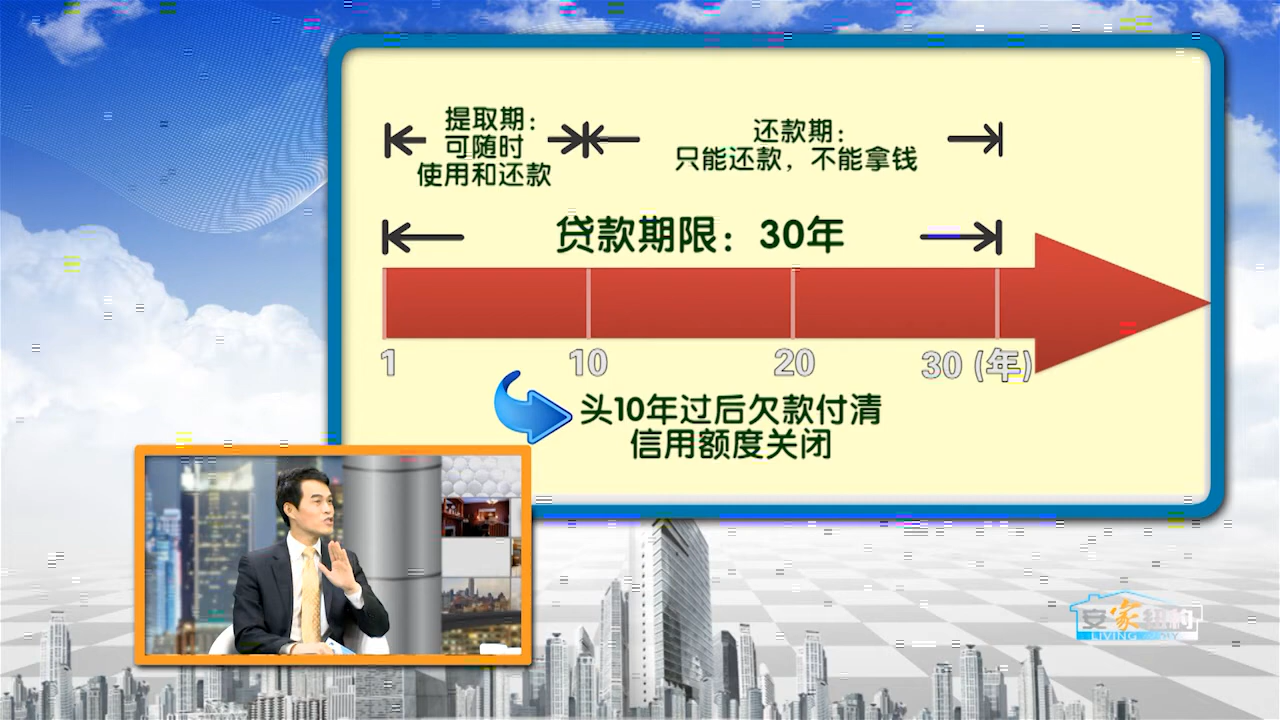 提取期：
可随时
使用和还款
还款期：
只能还款，不能拿钱
贷款期限：30年
1
10
20
30 (年)
头10年过后欠款付清
信用额度关闭
安家纽约
LIVING